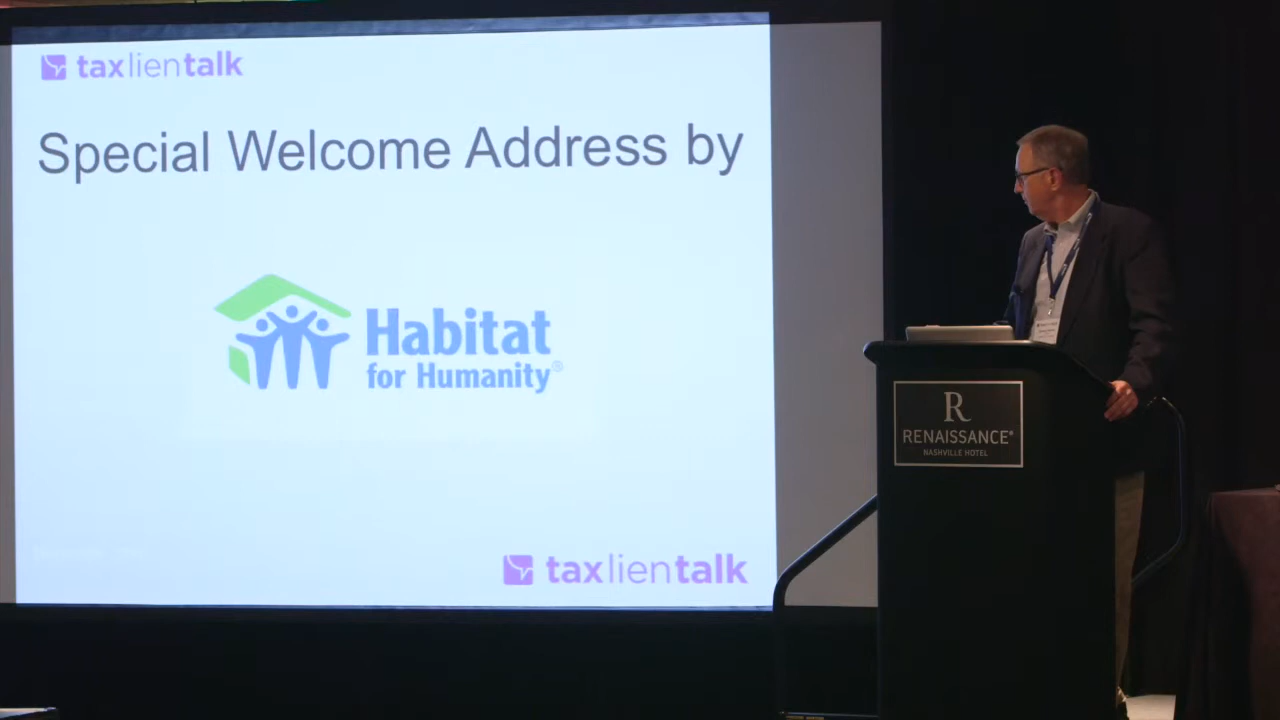 taxlientalk
Special Welcome Address by
Habitat
for Humanity®
taxlientalk
R
RENAISSANCE®
NASHVILLE HOTEL